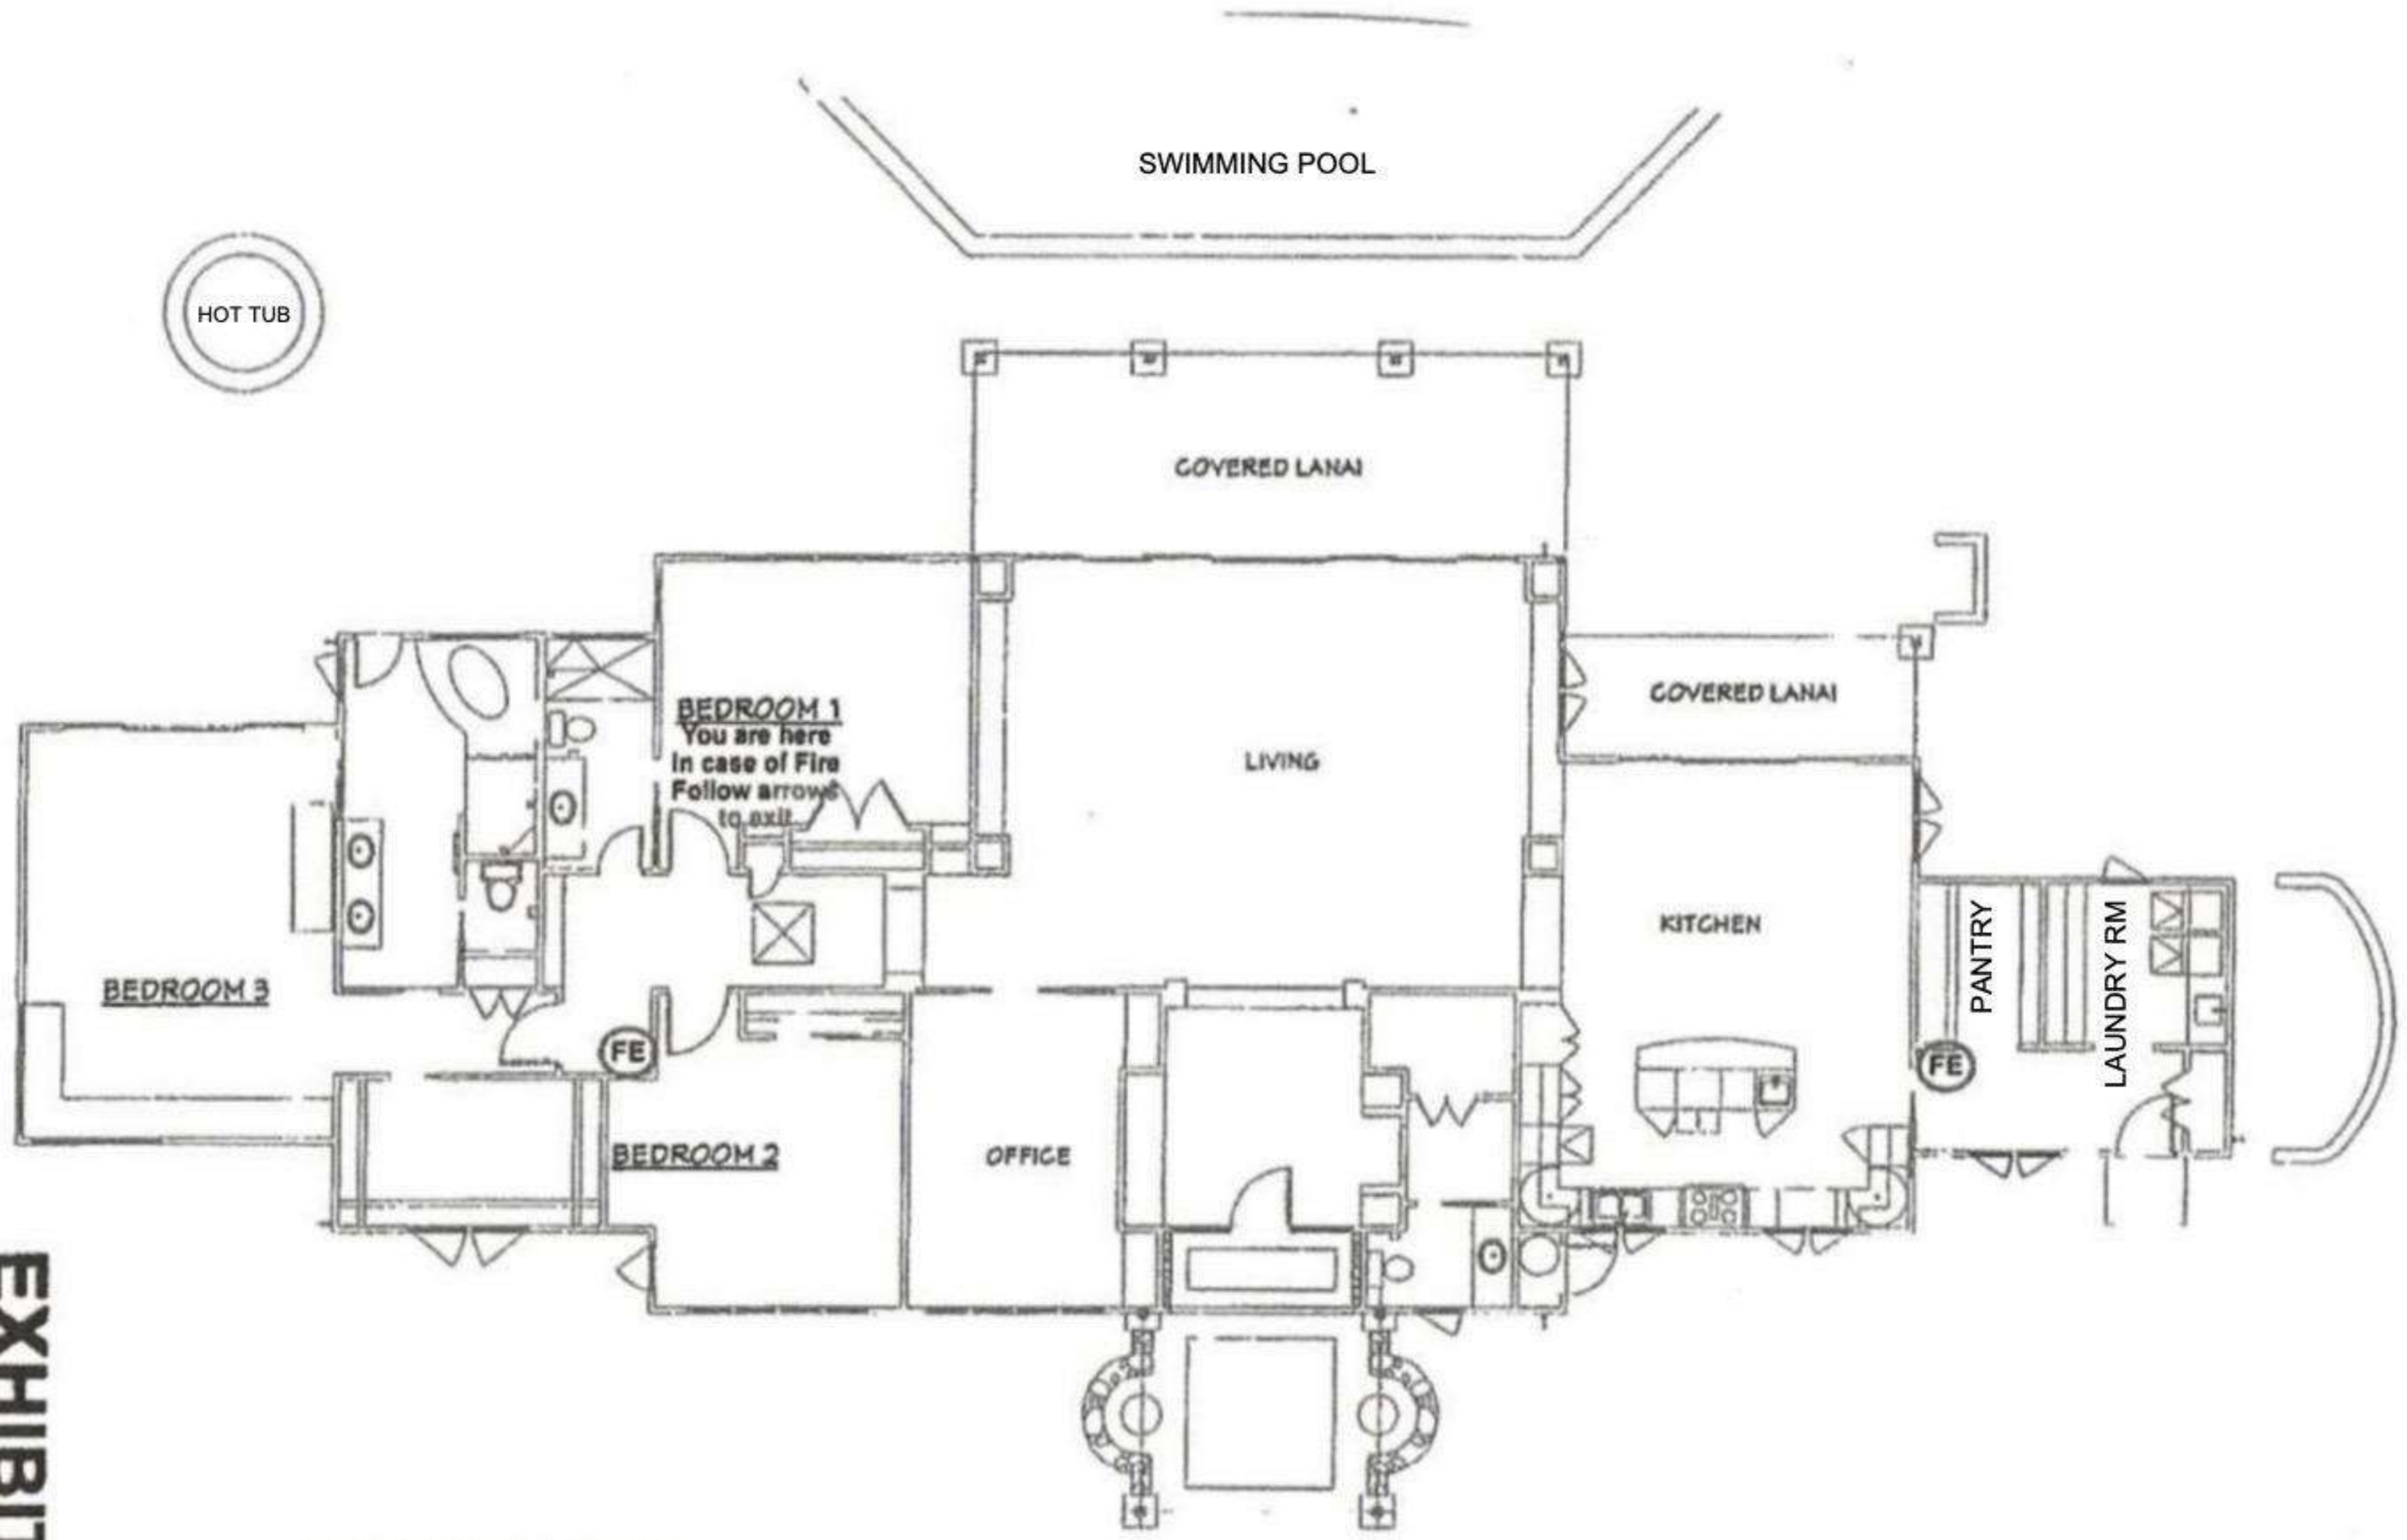 SWIMMING POOL
HOT TUB
COVERED LANAI
COVERED LANAI
BEDROOM 1
You are here
In case of Fire
Follow arrows
to exit
LIVING
KITCHEN
PANTRY
LAUNDRY RM
BEDROOM 3
FE
FE
BEDROOM 2
OFFICE
EXHIBIT